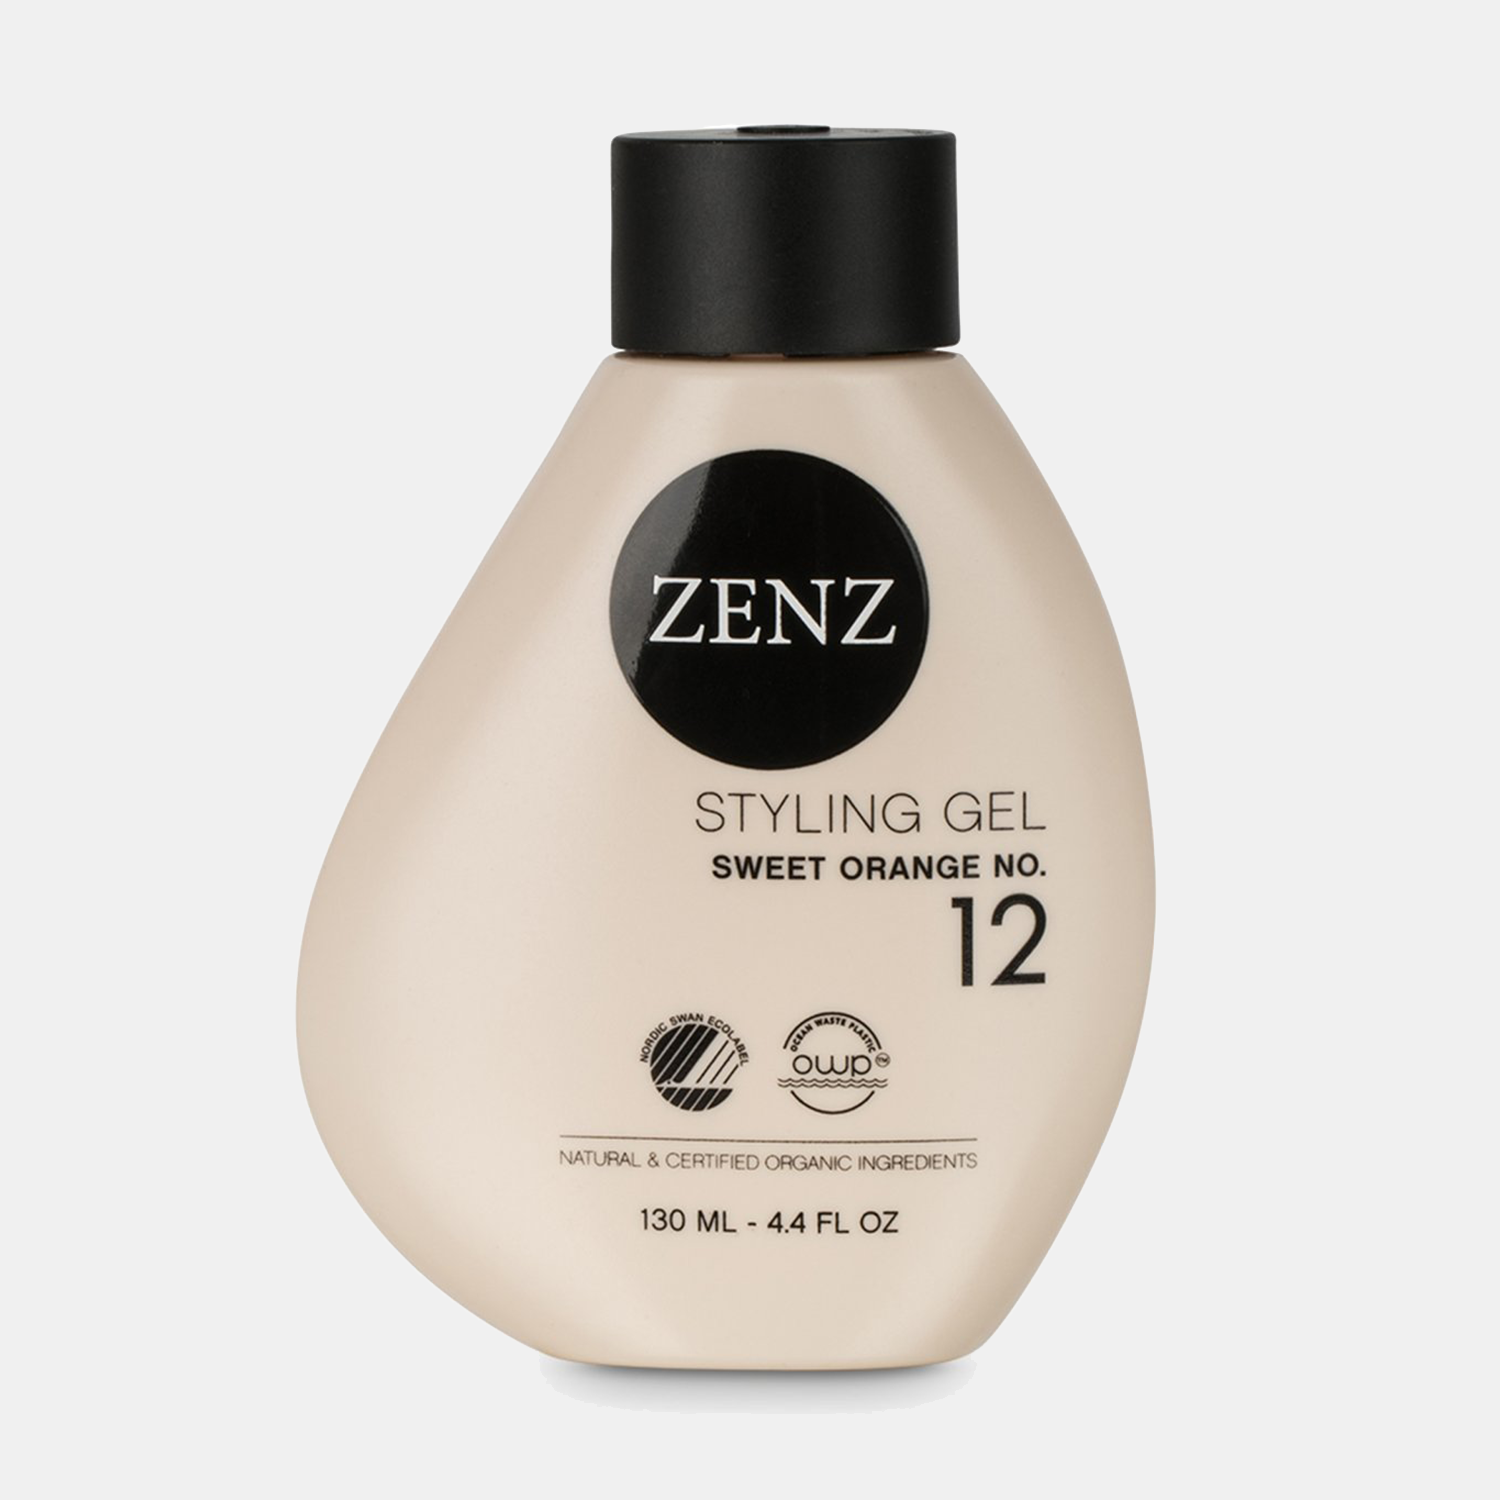 ZENZ
STYLING GEL
SWEET ORANGE NO.
12
NORDIC SWAN ECOLABEL
OCEAN WASTE PLASTIC
owp TM
NATURAL & CERTIFIED ORGANIC INGREDIENTS
130 ML - 4.4 FL OZ